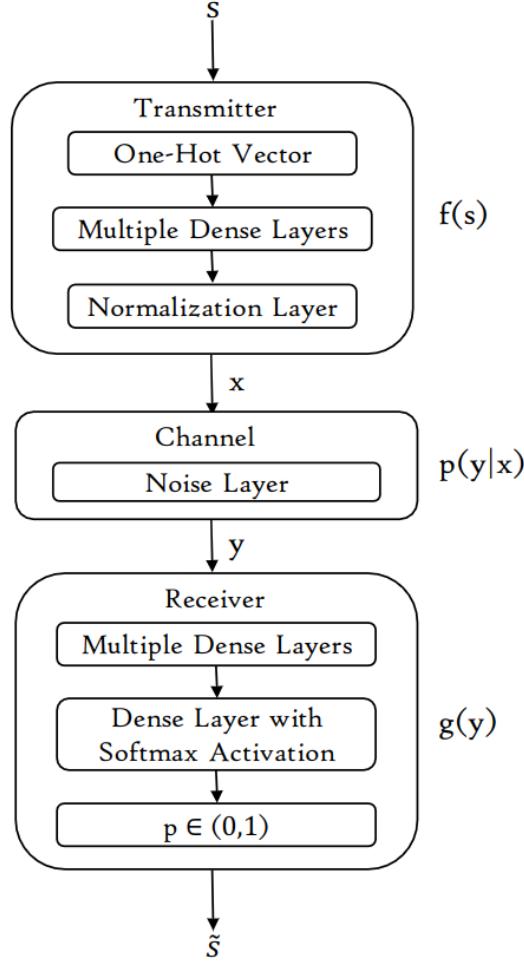 s
Transmitter
One-Hot Vector
Multiple Dense Layers
f(s)
Normalization Layer
x
Channel
p(y|x)
Noise Layer
y
Receiver
Multiple Dense Layers
Dense Layer with
Softmax Activation
g(y)
p ∈ (0,1)
s̃